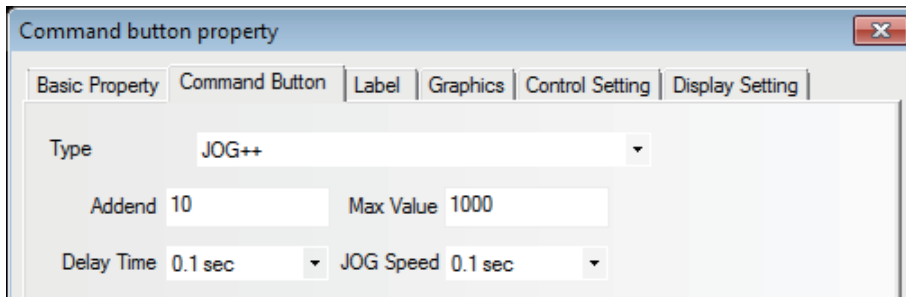 Command button property
Basic Property Command Button Label Graphics Control Setting Display Setting
Type JOG++
Addend 10 Max Value 1000
Delay Time 0.1 sec JOG Speed 0.1 sec